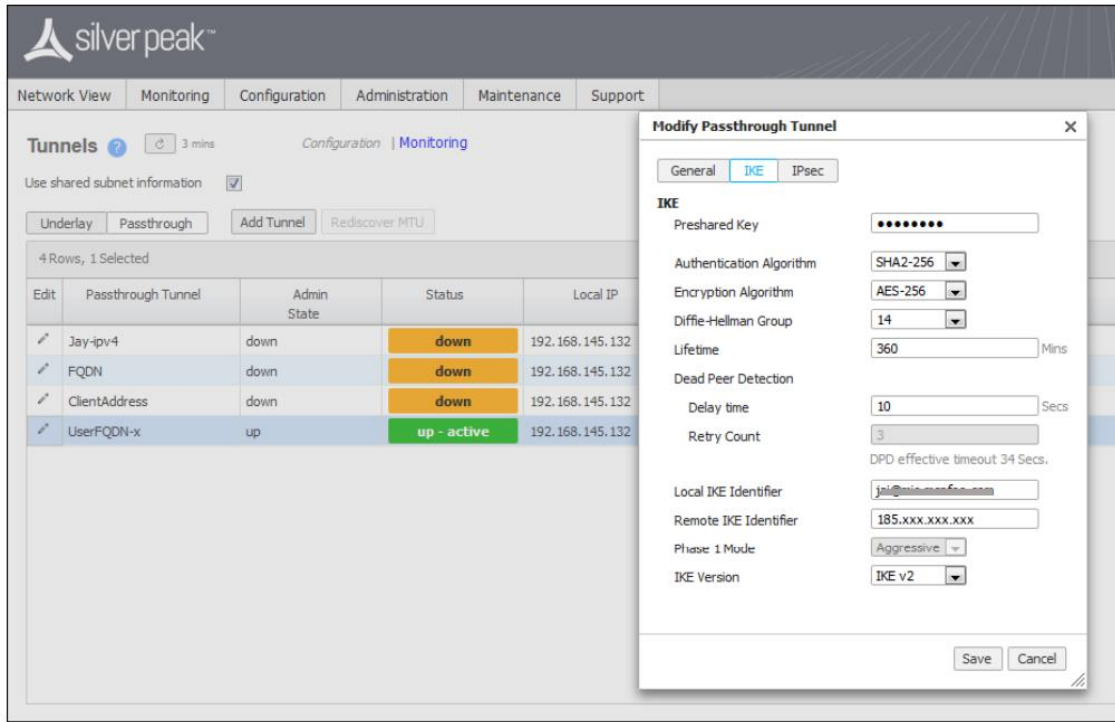 silver peak™
Network View Monitoring Configuration Administration Maintenance Support
Tunnels ? 3 mins Configuration | Monitoring
Use shared subnet information
Underlay Passthrough Add Tunnel Rediscover MTU
4 Rows, 1 Selected
Edit Passthrough Tunnel Admin State Status Local IP
Jay-ipv4 down down 192.168.145.132
FQDN down down 192.168.145.132
ClientAddress down down 192.168.145.132
UserFQDN-x up up - active 192.168.145.132
Modify Passthrough Tunnel
General IKE IPsec
IKE
Preshared Key ••••••••
Authentication Algorithm SHA2-256
Encryption Algorithm AES-256
Diffie-Hellman Group 14
Lifetime 360 Mins
Dead Peer Detection
Delay time 10 Secs
Retry Count 3
DPD effective timeout 34 Secs.
Local IKE Identifier
Remote IKE Identifier 185.xxx.xxx.xxx
Phase 1 Mode Aggressive
IKE Version IKE v2
Save Cancel